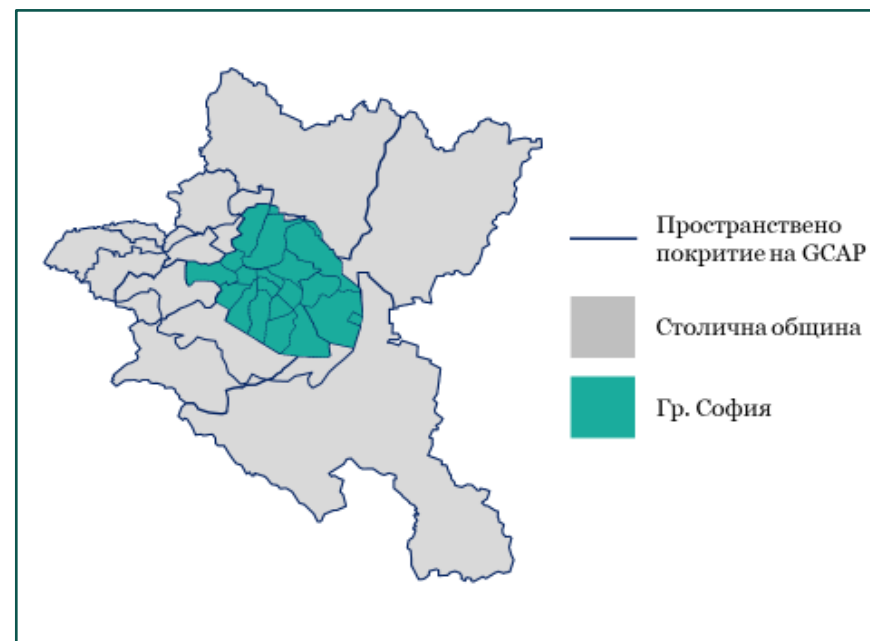 Пространствено
покритие на GCAP
Столична община
Гр. София